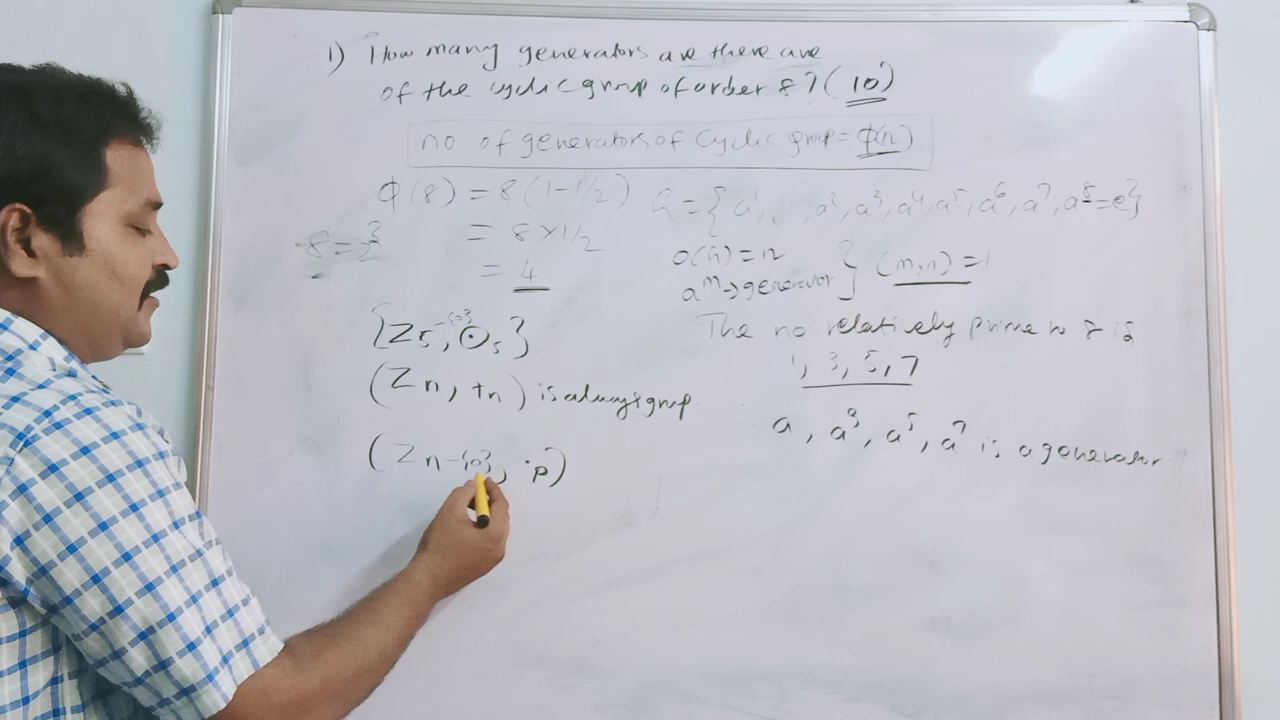 1) How many generators are there are
of the cyclic group of order 8 ? (10)
no of generators of cyclic group = φ(n)
φ(8) = 8(1-1/2)
8 = 2³
= 8×1/2
= 4
G = {a¹, a², a³, a⁴, a⁵, a⁶, a⁷, a⁸=e}
O(G) = n
aᵐ → generator } (m,n) = 1
The no relatively prime to 8 is
1, 3, 5, 7
a, a³, a⁵, a⁷ is a generator
{Z₅-{0}, ⊙₅}
(Zn, +n) is always group
(Zn-{0}, ·p)